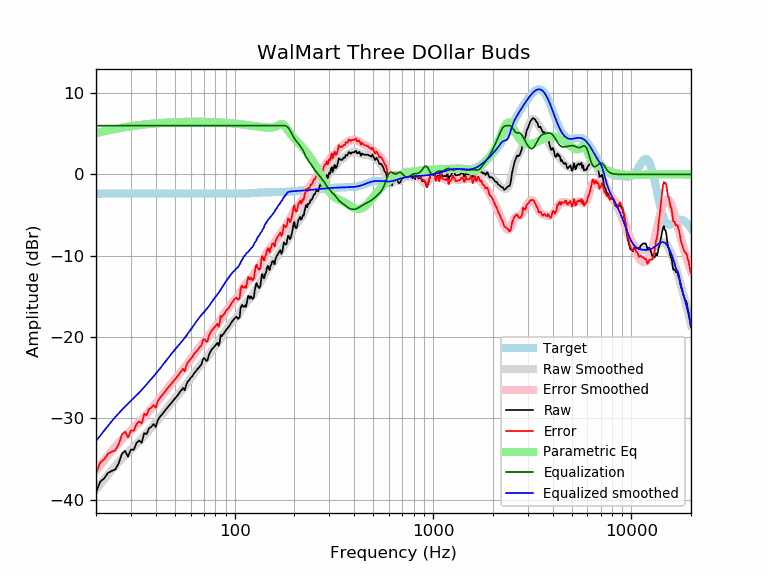 WalMart Three DOllar Buds
Amplitude (dBr)
10
0
−10
−20
−30
−40
100
1000
10000
Frequency (Hz)
Target
Raw Smoothed
Error Smoothed
Raw
Error
Parametric Eq
Equalization
Equalized smoothed